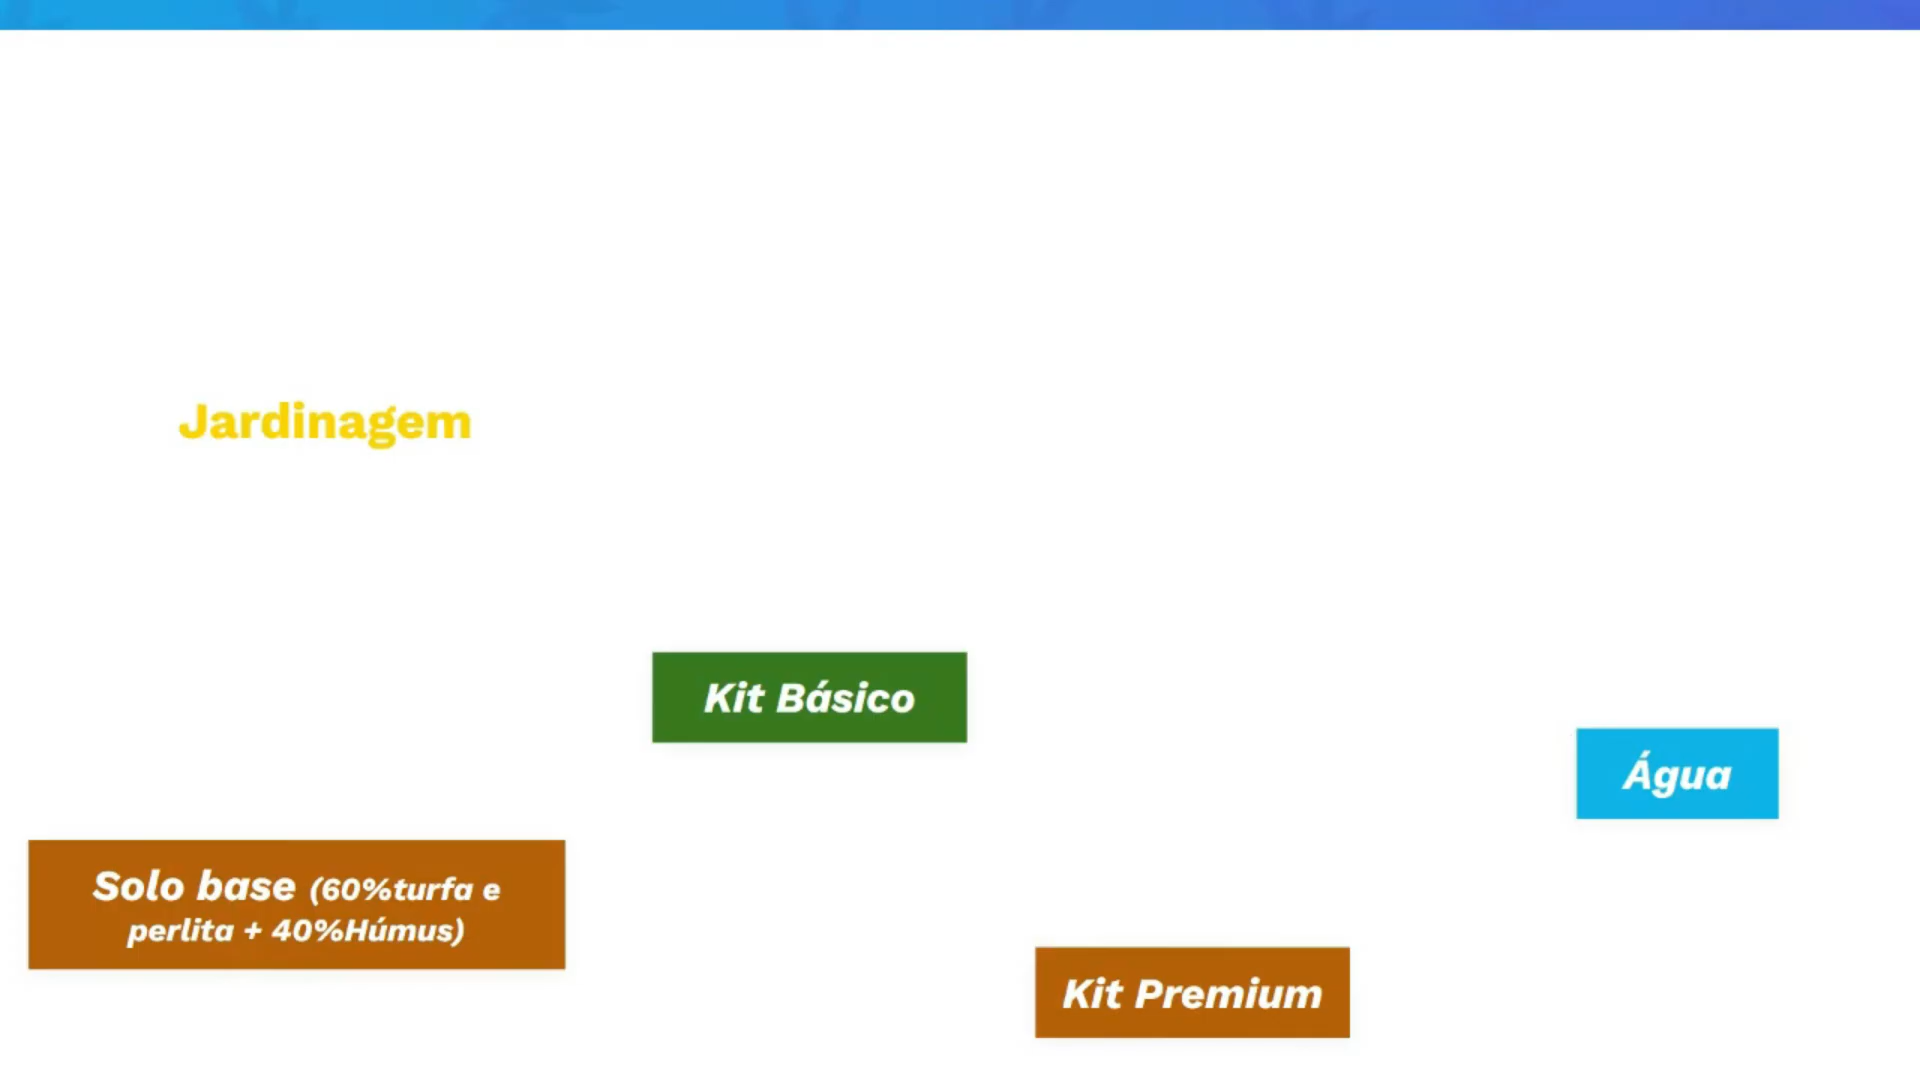 Jardinagem
Kit Básico
Água
Solo base (60%turfa e
perlita + 40%Húmus)
Kit Premium